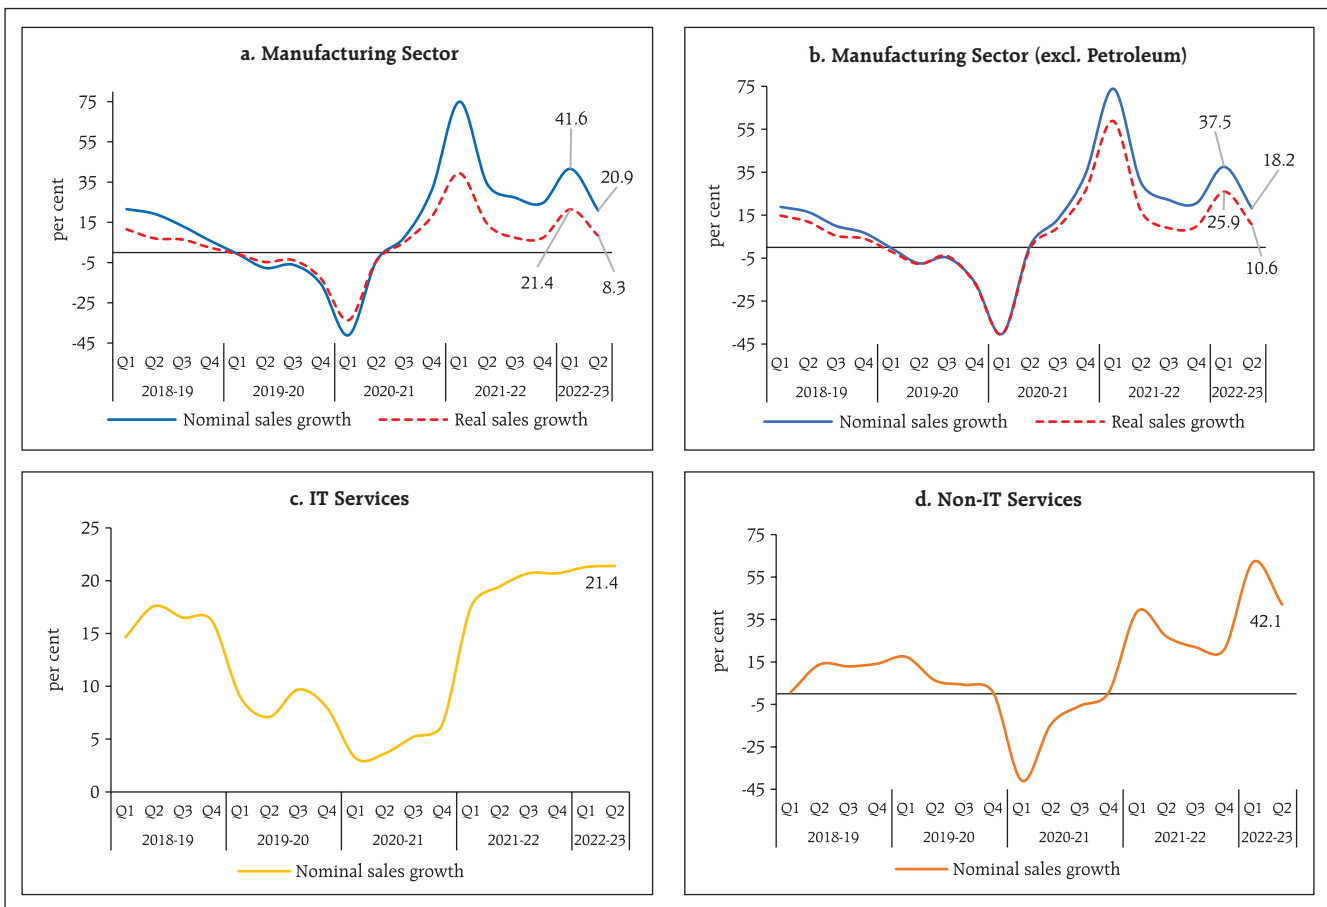 a. Manufacturing Sector
75
55
35
15
-5
-25
-45
per cent
41.6
20.9
21.4
8.3
Q1 Q2 Q3 Q4 Q1 Q2 Q3 Q4 Q1 Q2 Q3 Q4 Q1 Q2 Q3 Q4 Q1 Q2
2018-19 2019-20 2020-21 2021-22 2022-23
Nominal sales growth Real sales growth
b. Manufacturing Sector (excl. Petroleum)
75
55
35
15
-5
-25
-45
per cent
37.5
18.2
25.9
10.6
Q1 Q2 Q3 Q4 Q1 Q2 Q3 Q4 Q1 Q2 Q3 Q4 Q1 Q2 Q3 Q4 Q1 Q2
2018-19 2019-20 2020-21 2021-22 2022-23
Nominal sales growth Real sales growth
c. IT Services
25
20
15
10
5
0
per cent
21.4
Q1 Q2 Q3 Q4 Q1 Q2 Q3 Q4 Q1 Q2 Q3 Q4 Q1 Q2 Q3 Q4 Q1 Q2
2018-19 2019-20 2020-21 2021-22 2022-23
Nominal sales growth
d. Non-IT Services
75
55
35
15
-5
-25
-45
per cent
42.1
Q1 Q2 Q3 Q4 Q1 Q2 Q3 Q4 Q1 Q2 Q3 Q4 Q1 Q2 Q3 Q4 Q1 Q2
2018-19 2019-20 2020-21 2021-22 2022-23
Nominal sales growth